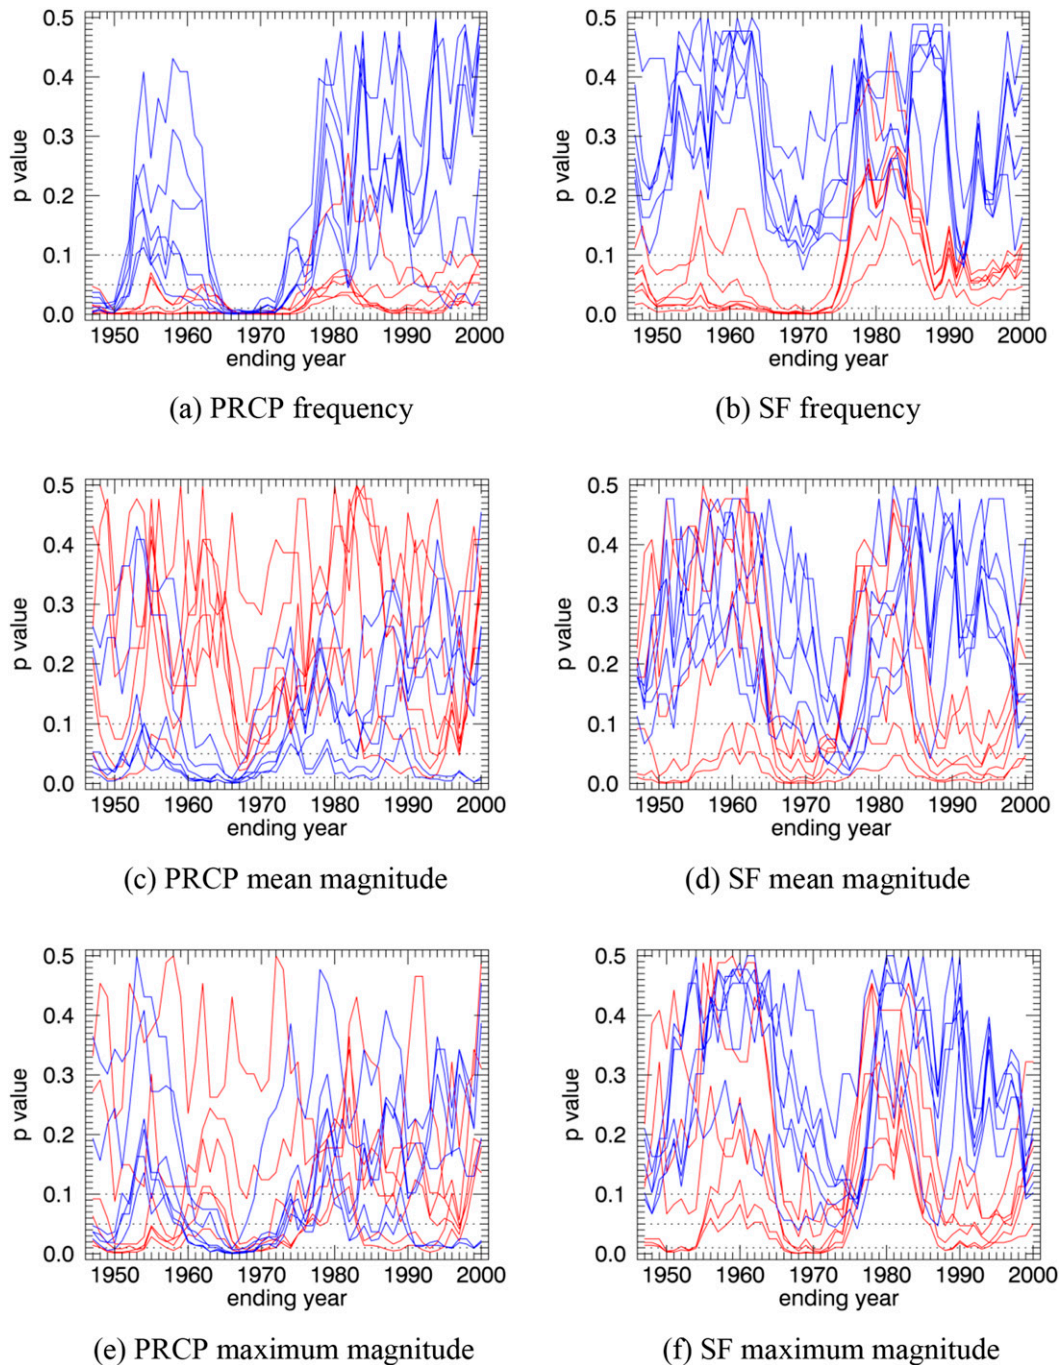 0.5
0.4
0.3
0.2
0.1
0.0
p value
1950 1960 1970 1980 1990 2000
ending year
(a) PRCP frequency
0.5
0.4
0.3
0.2
0.1
0.0
p value
1950 1960 1970 1980 1990 2000
ending year
(b) SF frequency
0.5
0.4
0.3
0.2
0.1
0.0
p value
1950 1960 1970 1980 1990 2000
ending year
(c) PRCP mean magnitude
0.5
0.4
0.3
0.2
0.1
0.0
p value
1950 1960 1970 1980 1990 2000
ending year
(d) SF mean magnitude
0.5
0.4
0.3
0.2
0.1
0.0
p value
1950 1960 1970 1980 1990 2000
ending year
(e) PRCP maximum magnitude
0.5
0.4
0.3
0.2
0.1
0.0
p value
1950 1960 1970 1980 1990 2000
ending year
(f) SF maximum magnitude